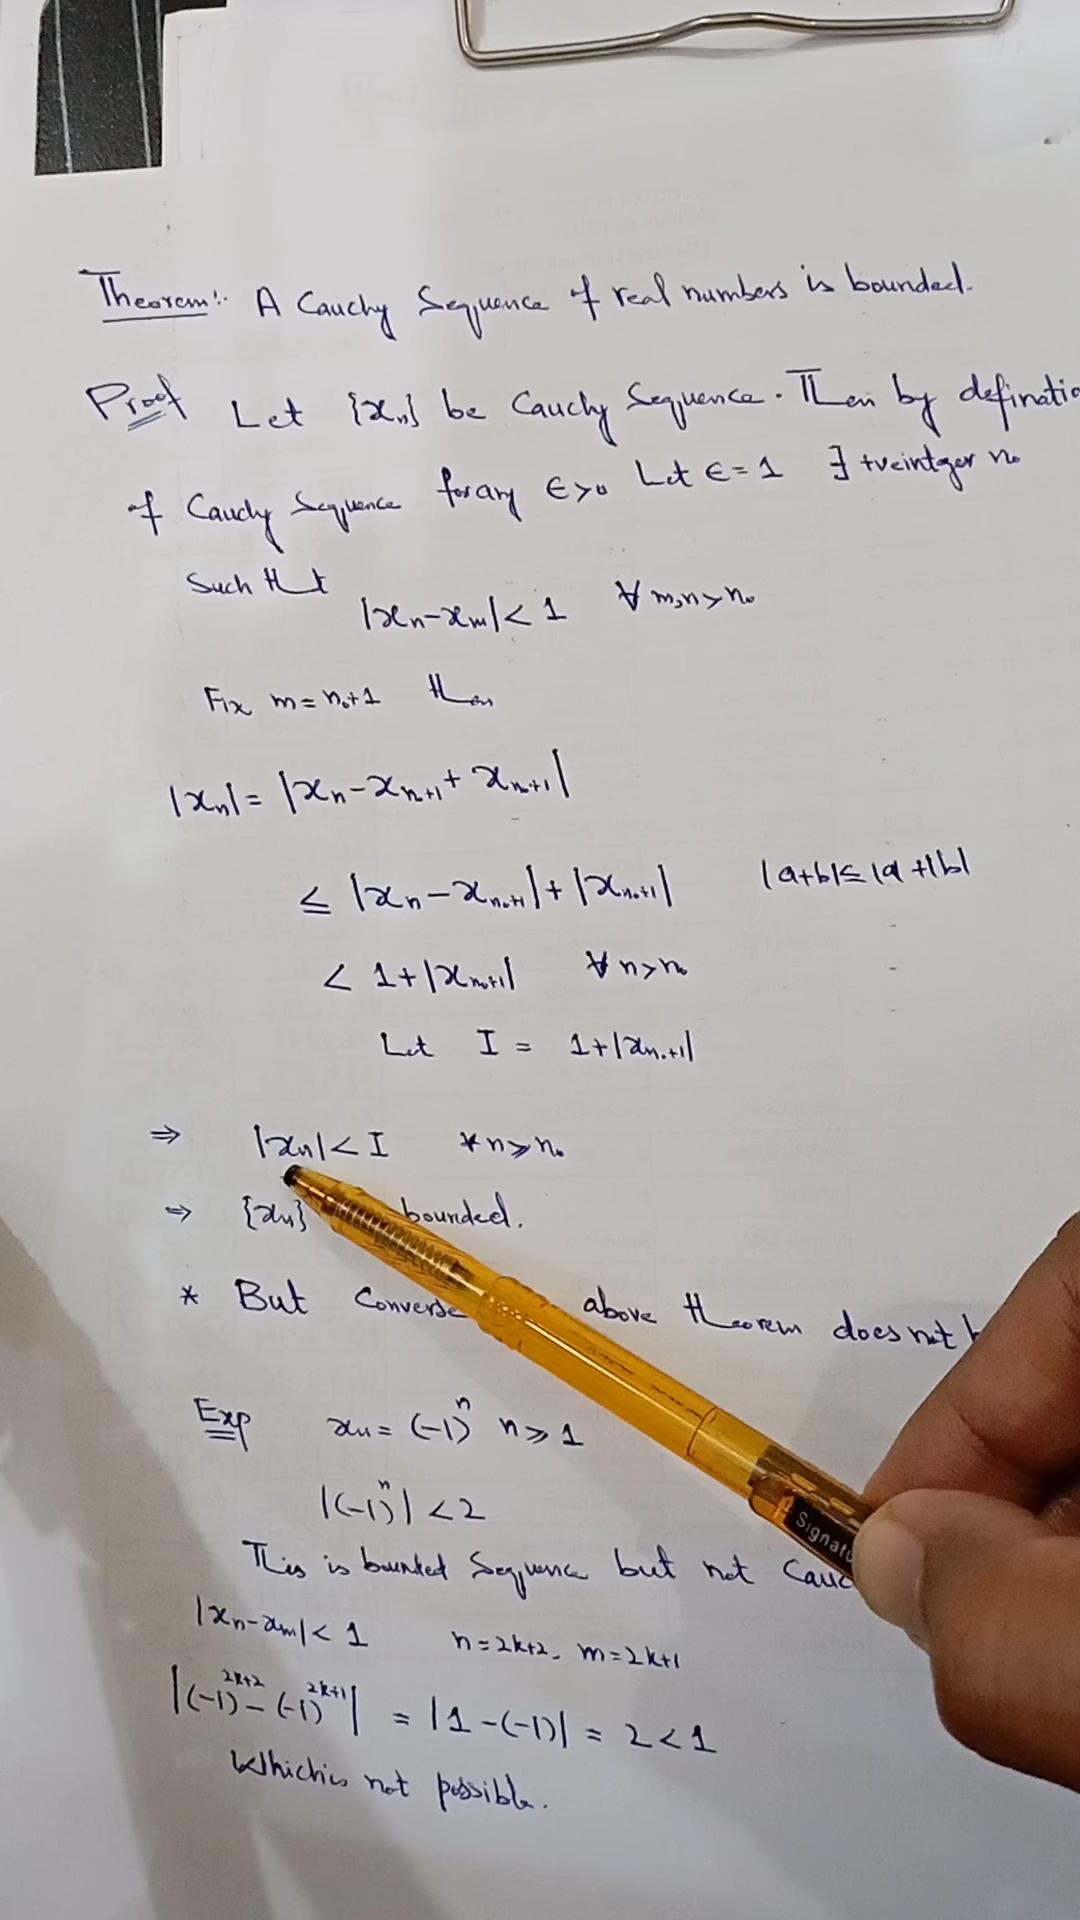 Theorem:- A Cauchy Sequence of real numbers is bounded.
Proof Let {xₙ} be Cauchy Sequence. Then by definatio
of Cauchy Sequence for any ϵ>0 Let ϵ=1 ∃ +ve integer n₀
Such that
|xₙ-xₘ|<1 ∀ m,n>n₀
Fix m=n₀+1 then
|xₙ|= |xₙ-xₙ₀₊₁+xₙ₀₊₁|
≤ |xₙ-xₙ₀₊₁|+|xₙ₀₊₁| |a+b|≤|a|+|b|
< 1+|xₙ₀₊₁| ∀ n>n₀
Let I = 1+|xₙ₀₊₁|
⇒ |xₙ|<I ∀ n≥n₀
⇒ {xₙ} bounded.
* But Converse above theorem does not
Exp xₙ=(-1)ⁿ n≥1
|(-1)ⁿ|<2
This is bounded Sequence but not Cauc
|xₙ-xₘ|<1 n=2k+2, m=2k+1
|(-1)²ᵏ⁺²-(-1)²ᵏ⁺¹| = |1-(-1)| = 2<1
Which is not possible.
Signatu